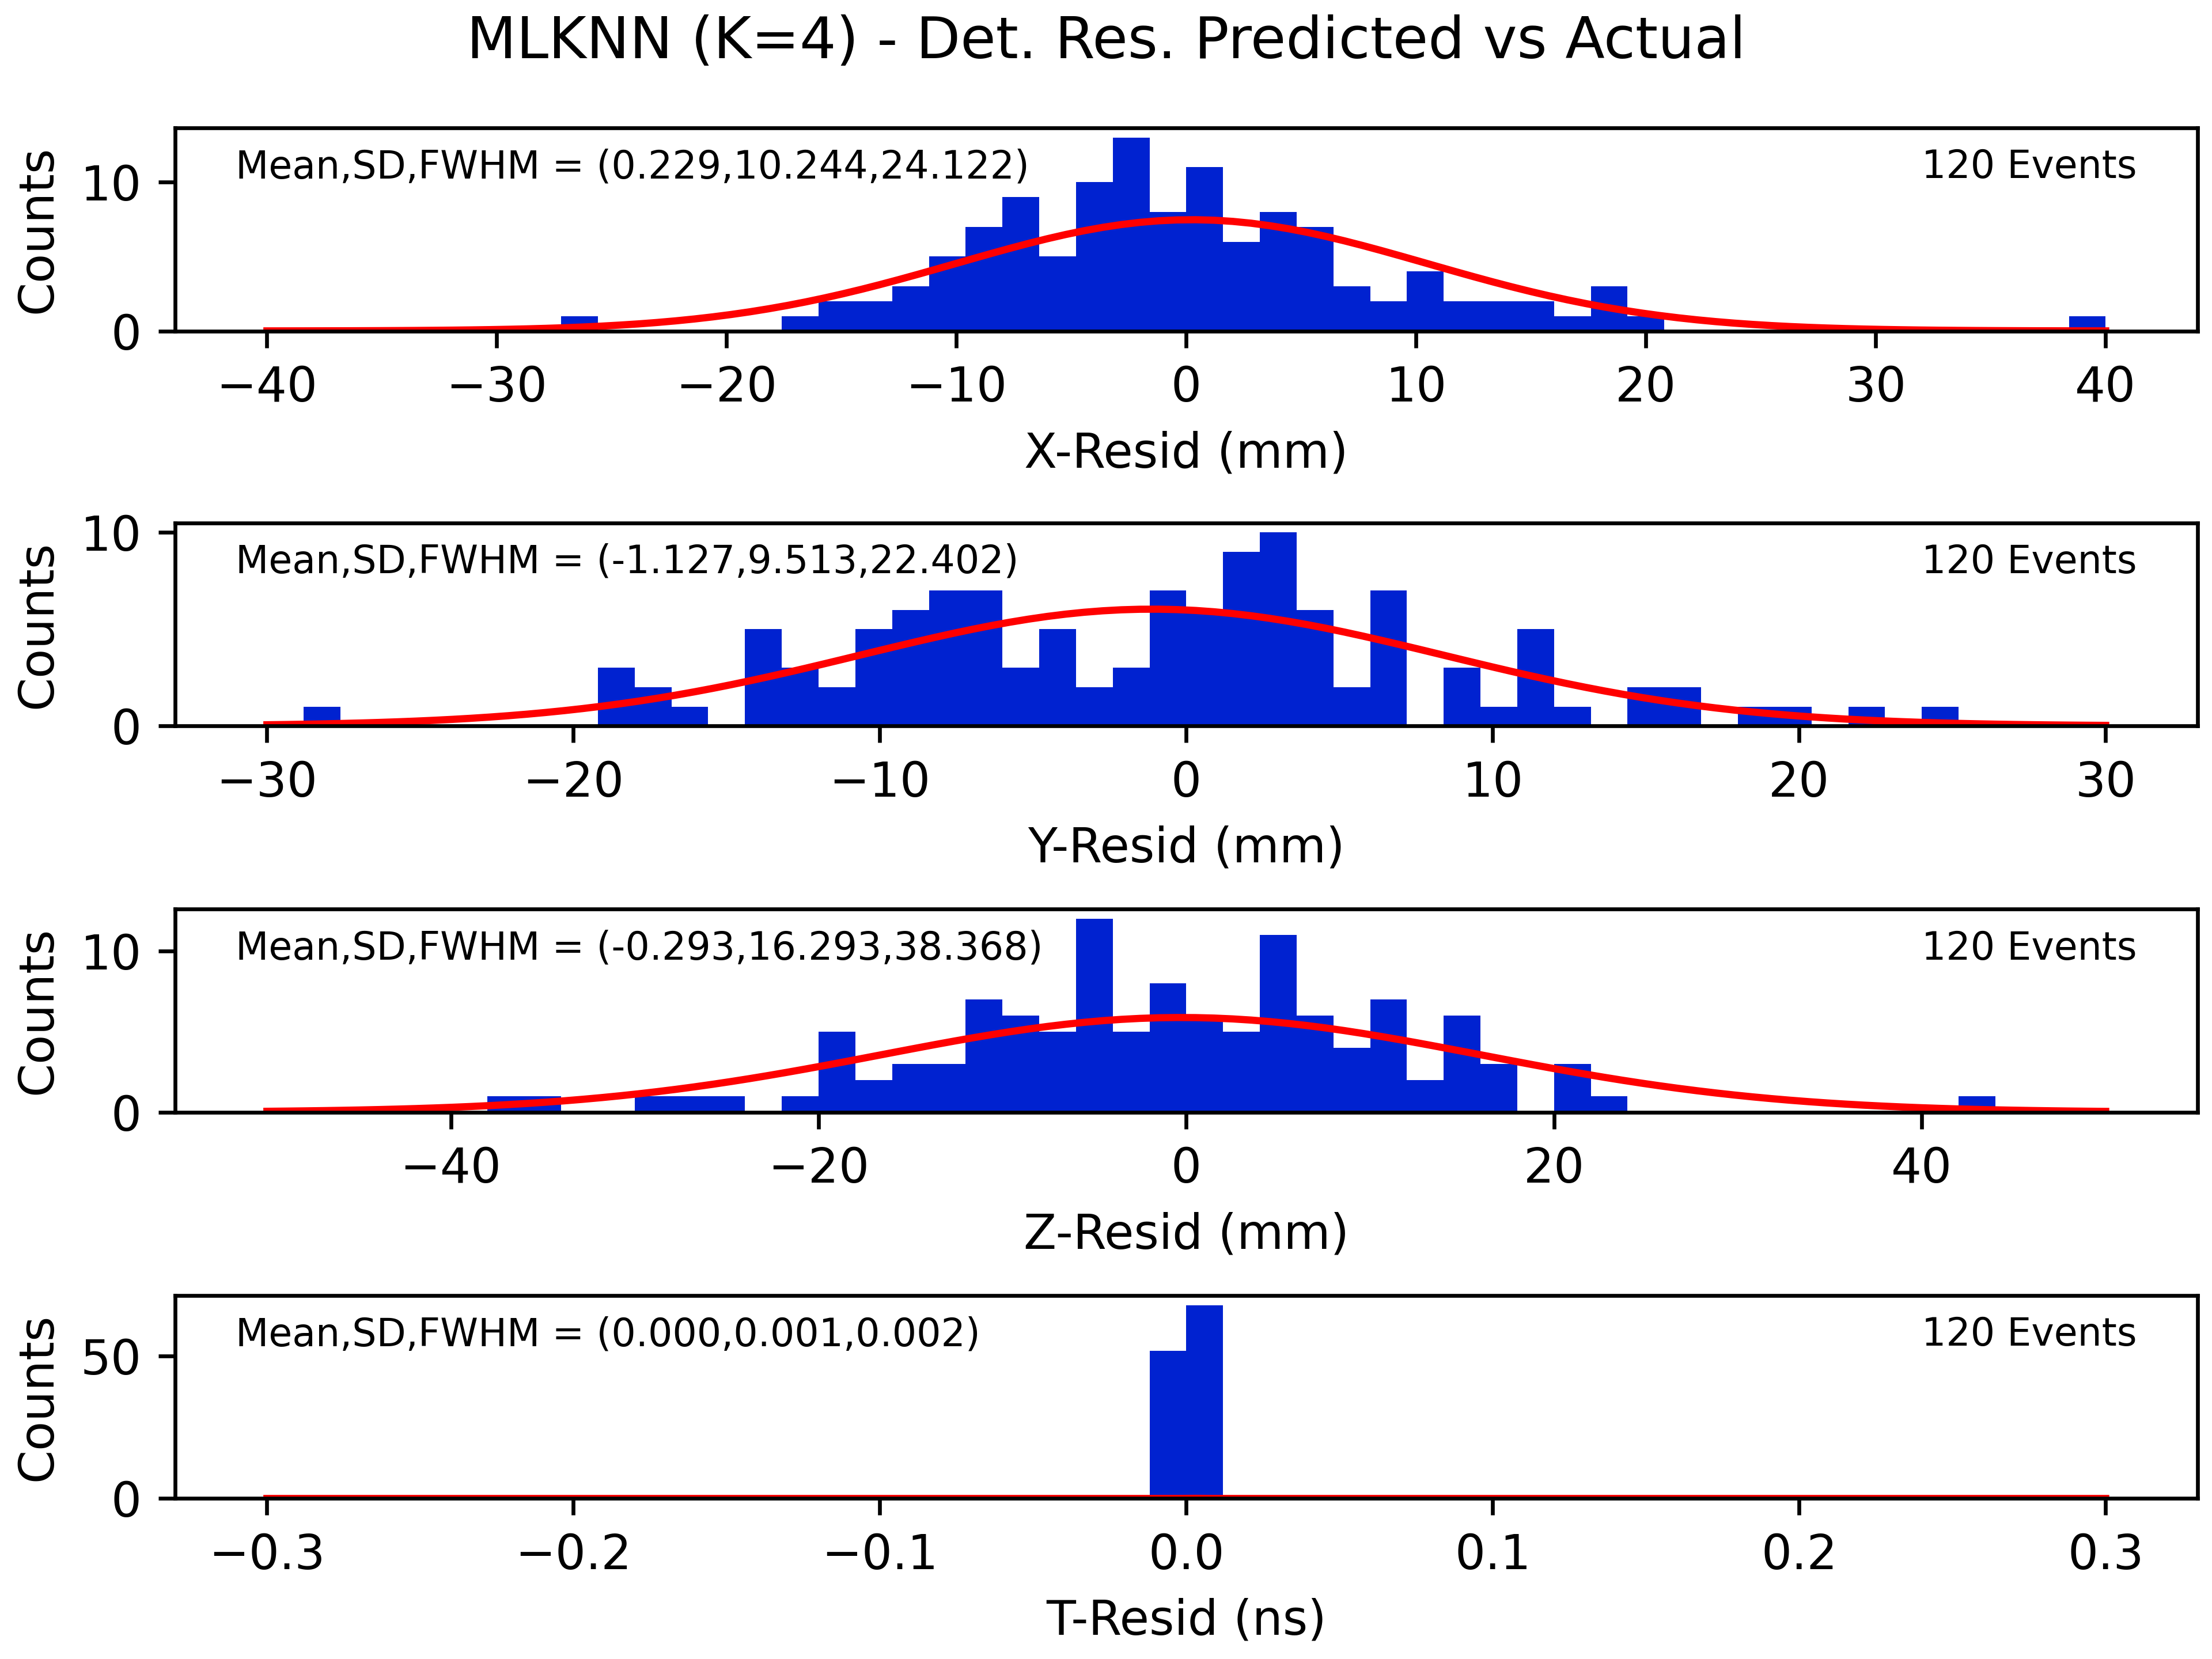 MLKNN (K=4) - Det. Res. Predicted vs Actual
Mean,SD,FWHM = (0.229,10.244,24.122)
120 Events
Counts
10
0
−40 −30 −20 −10 0 10 20 30 40
X-Resid (mm)
Mean,SD,FWHM = (-1.127,9.513,22.402)
120 Events
Counts
10
0
−30 −20 −10 0 10 20 30
Y-Resid (mm)
Mean,SD,FWHM = (-0.293,16.293,38.368)
120 Events
Counts
10
0
−40 −20 0 20 40
Z-Resid (mm)
Mean,SD,FWHM = (0.000,0.001,0.002)
120 Events
Counts
50
0
−0.3 −0.2 −0.1 0.0 0.1 0.2 0.3
T-Resid (ns)